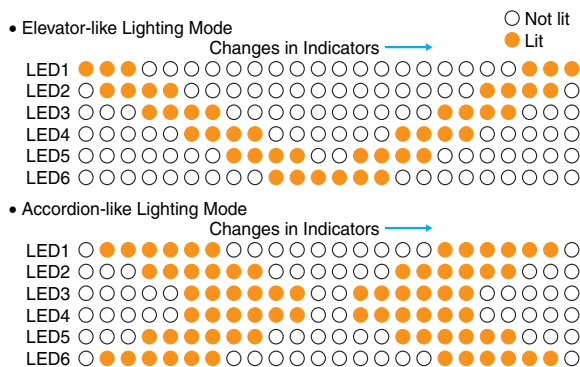 ○ Not lit
• Elevator-like Lighting Mode
● Lit
Changes in Indicators →
LED1
LED2
LED3
LED4
LED5
LED6
• Accordion-like Lighting Mode
Changes in Indicators →
LED1
LED2
LED3
LED4
LED5
LED6